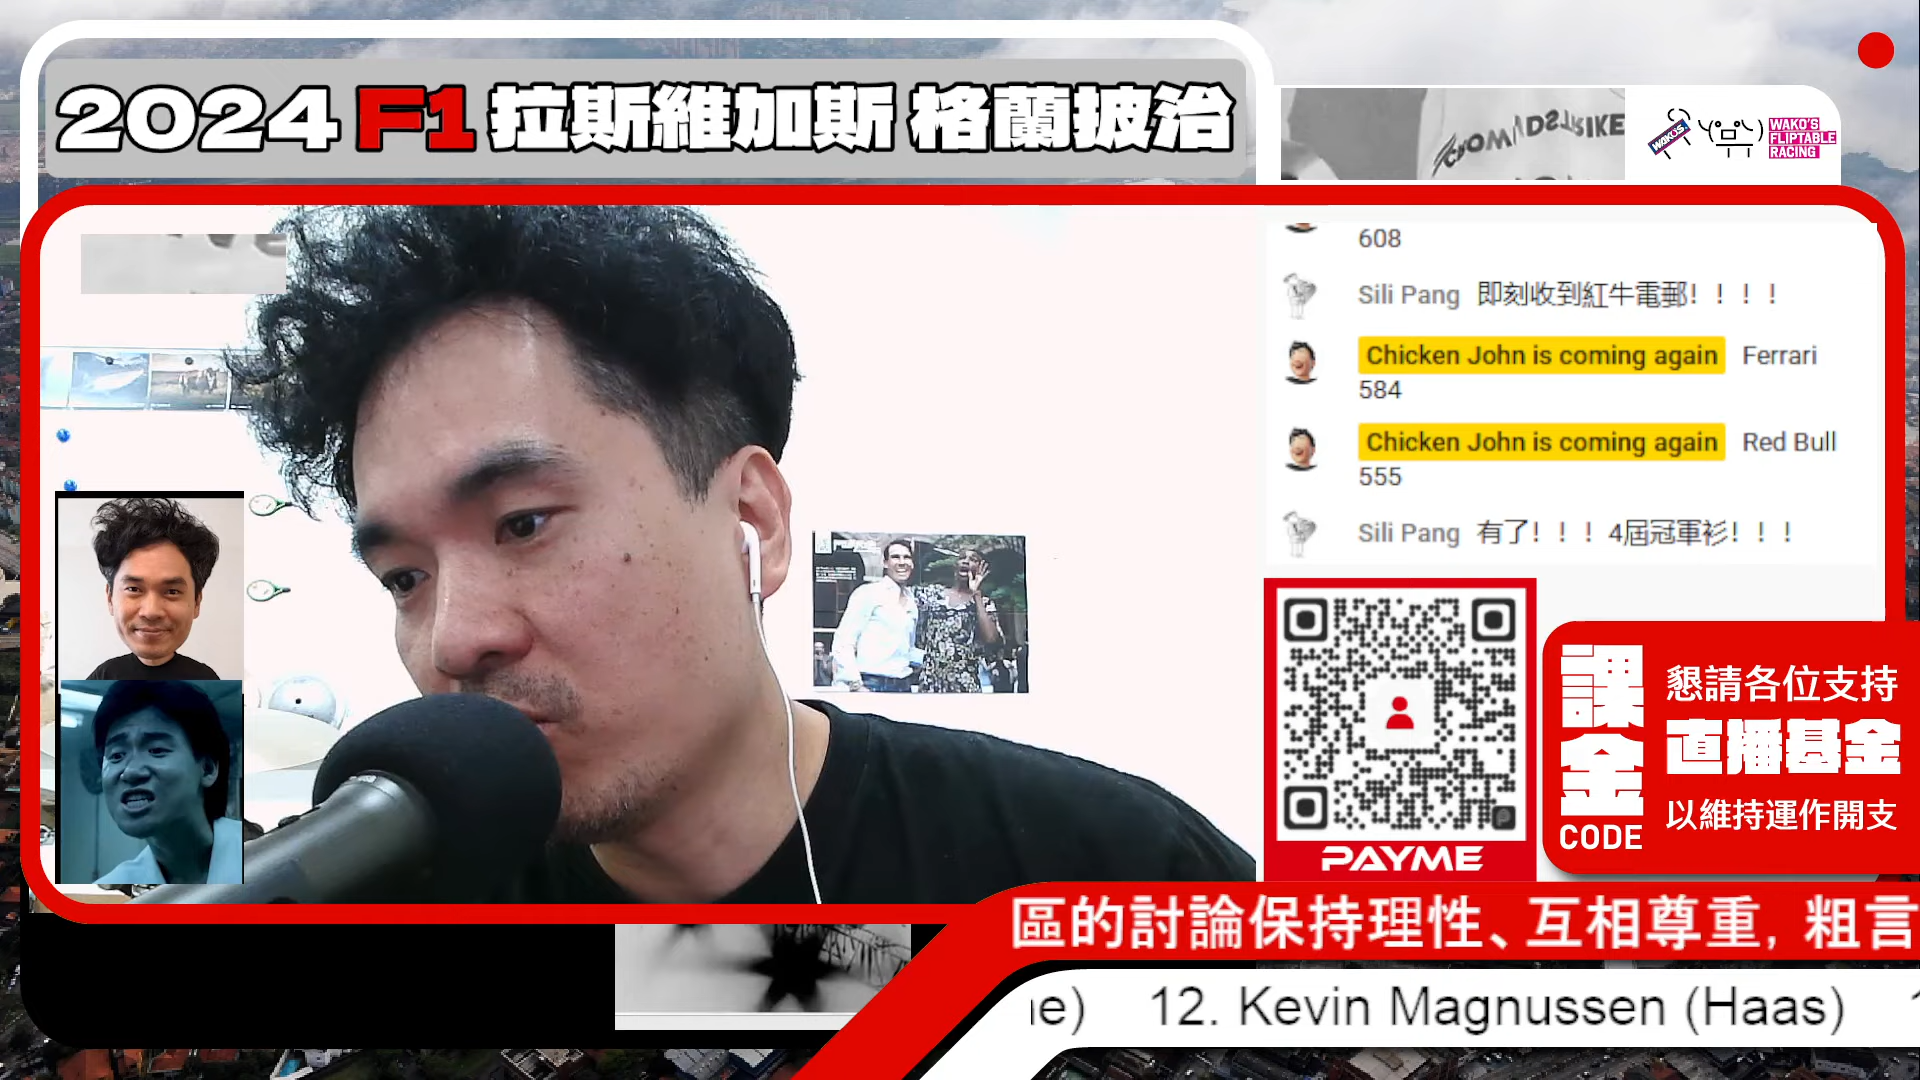 2024 F1 拉斯維加斯 格蘭披治
WAKO'S
WAKO'S
FLIPTABLE
RACING
608
Sili Pang 即刻收到紅牛電郵！！！！
Chicken John is coming again Ferrari
584
Chicken John is coming again Red Bull
555
Sili Pang 有了！！！4屆冠軍衫！！！
PAYME
課金
CODE
懇請各位支持
直播基金
以維持運作開支
區的討論保持理性、互相尊重, 粗言
ne) 12. Kevin Magnussen (Haas)